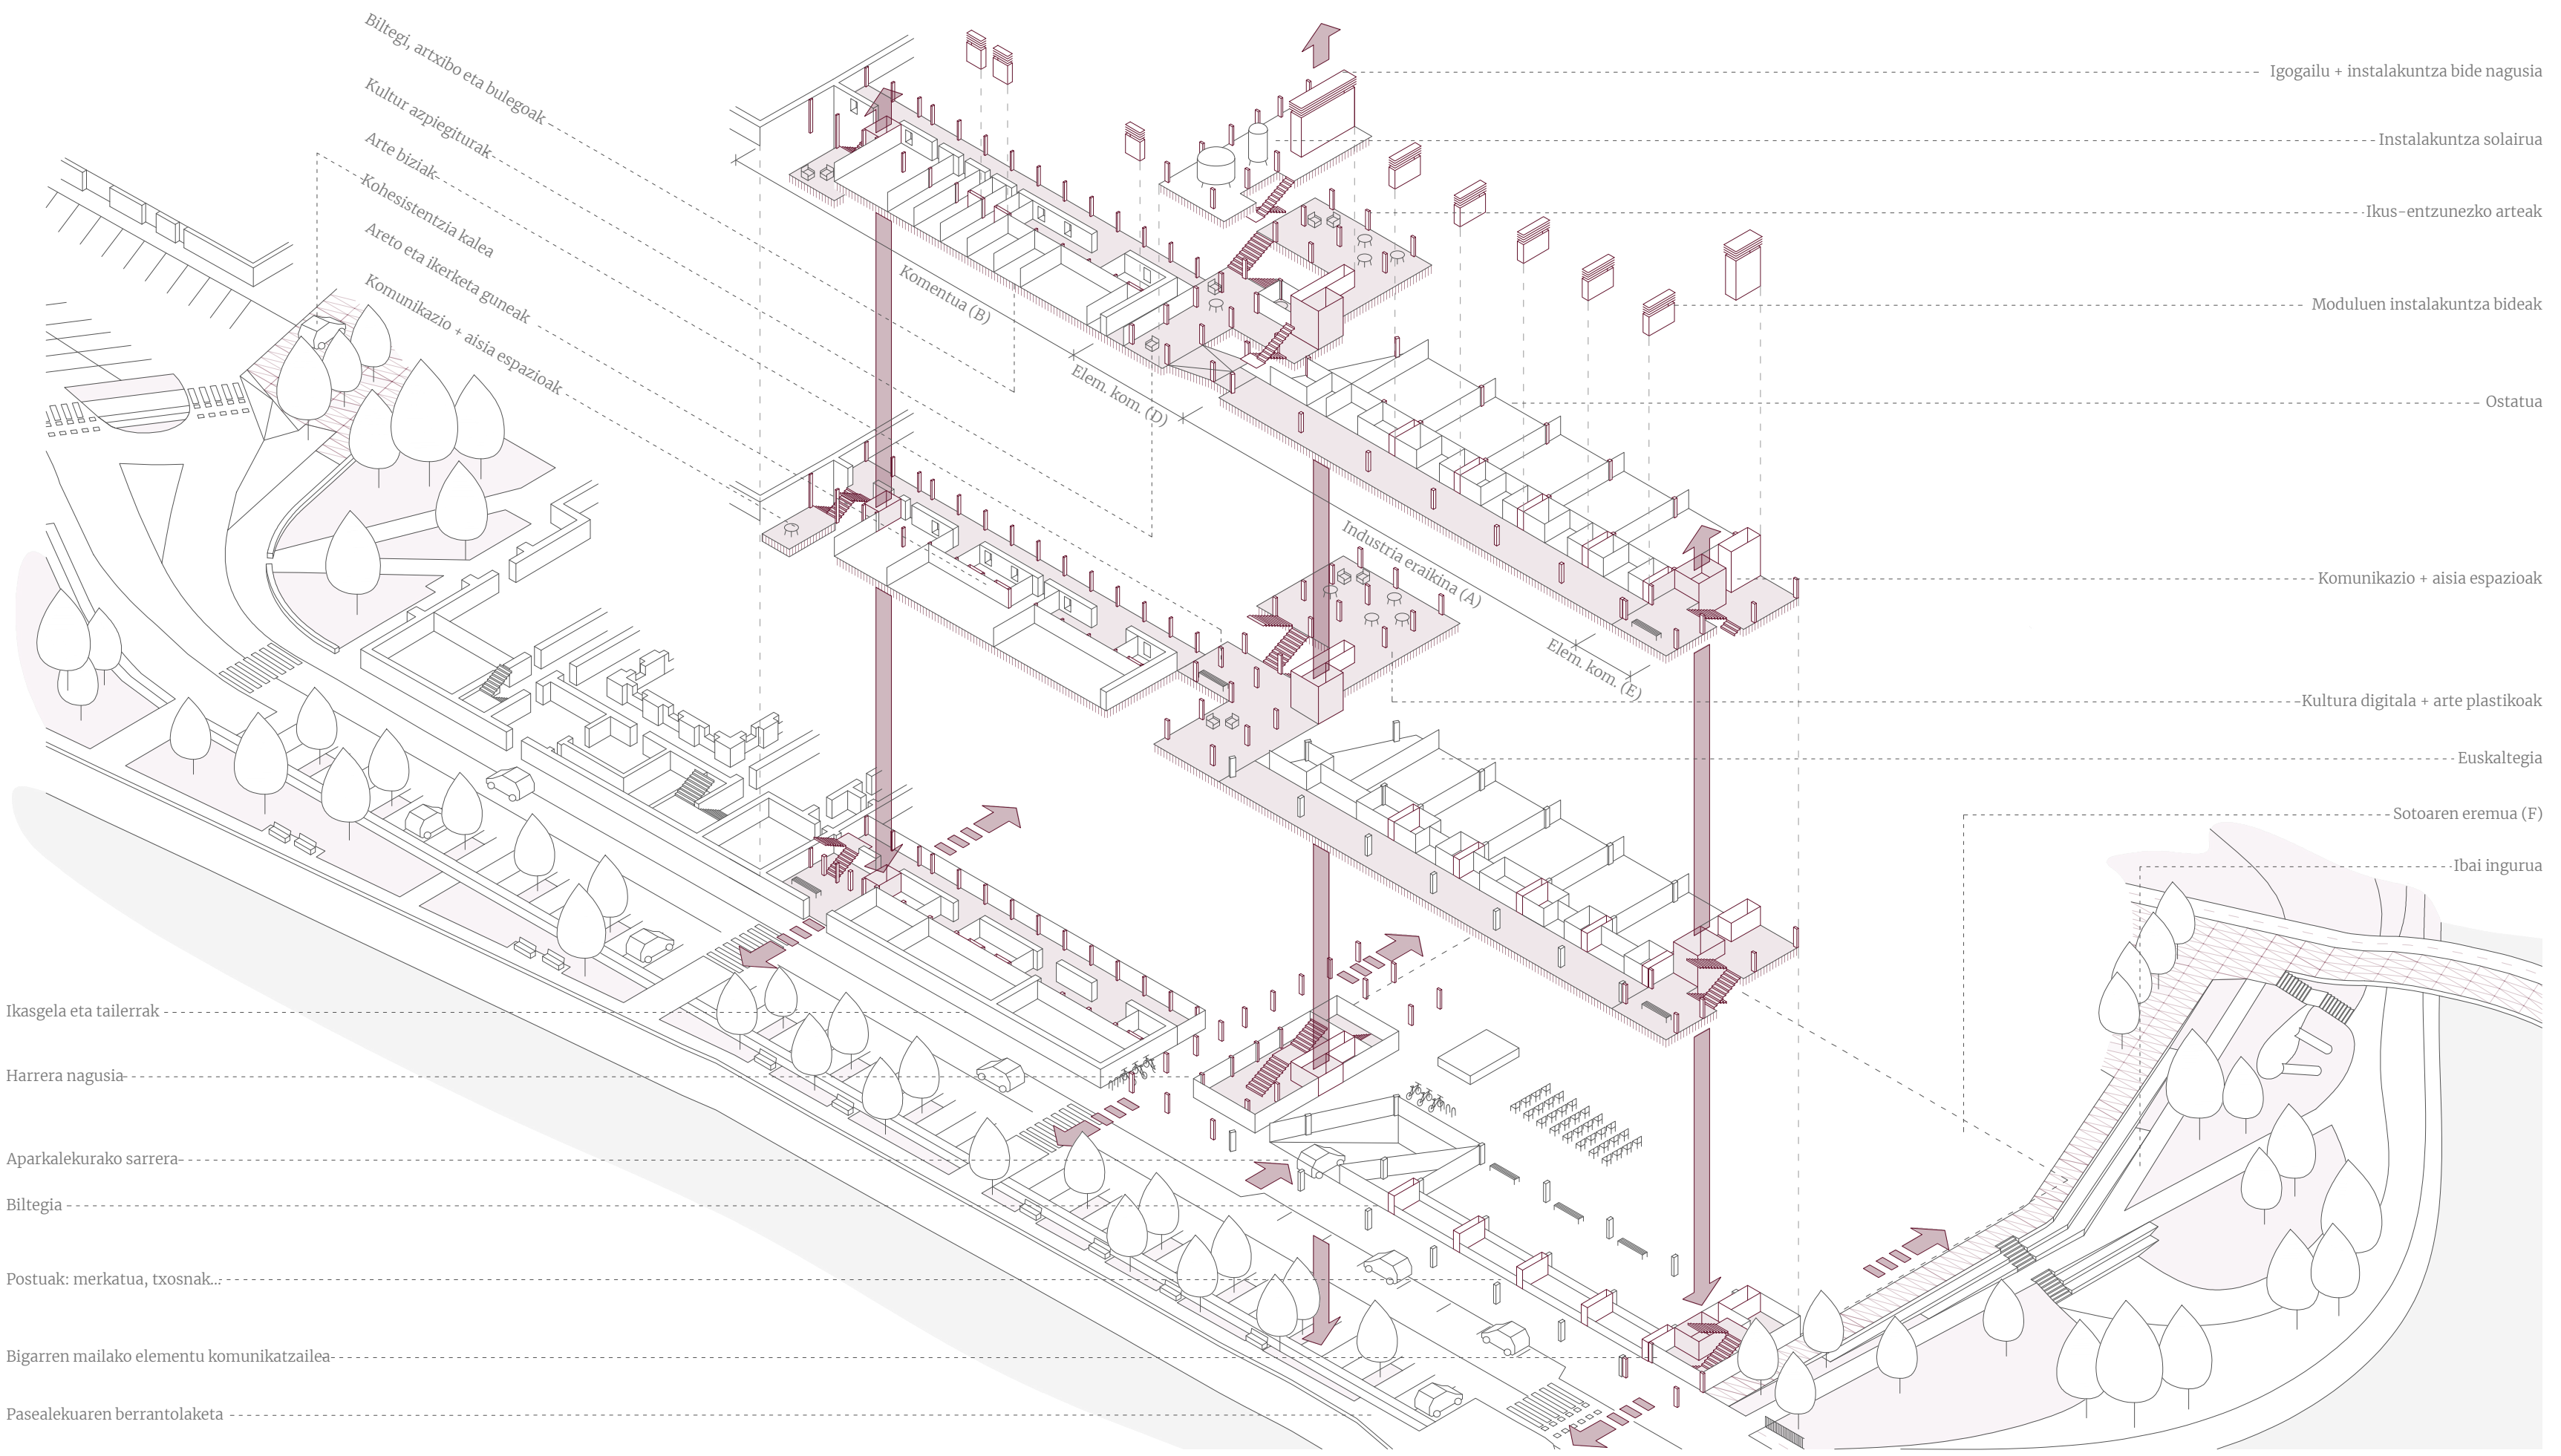 Biltegi, artxibo eta bulegoak
Kultur azpiegiturak
Arte biziak
Kohesistentzia kalea
Areto eta ikerketa guneak
Komunikazio + aisia espazioak
Komentua (B)
Elem. kom. (D)
Industria eraikina (A)
Elem. kom. (E)
Igogailu + instalakuntza bide nagusia
Instalakuntza solairua
Ikus-entzunezko arteak
Moduluen instalakuntza bideak
Ostatua
Komunikazio + aisia espazioak
Kultura digitala + arte plastikoak
Euskaltegia
Sotoaren eremua (F)
Ibai ingurua
Ikasgela eta tailerrak
Harrera nagusia
Aparkalekurako sarrera
Biltegia
Postuak: merkatua, txosnak...
Bigarren mailako elementu komunikatzailea
Pasealekuaren berrantolaketa